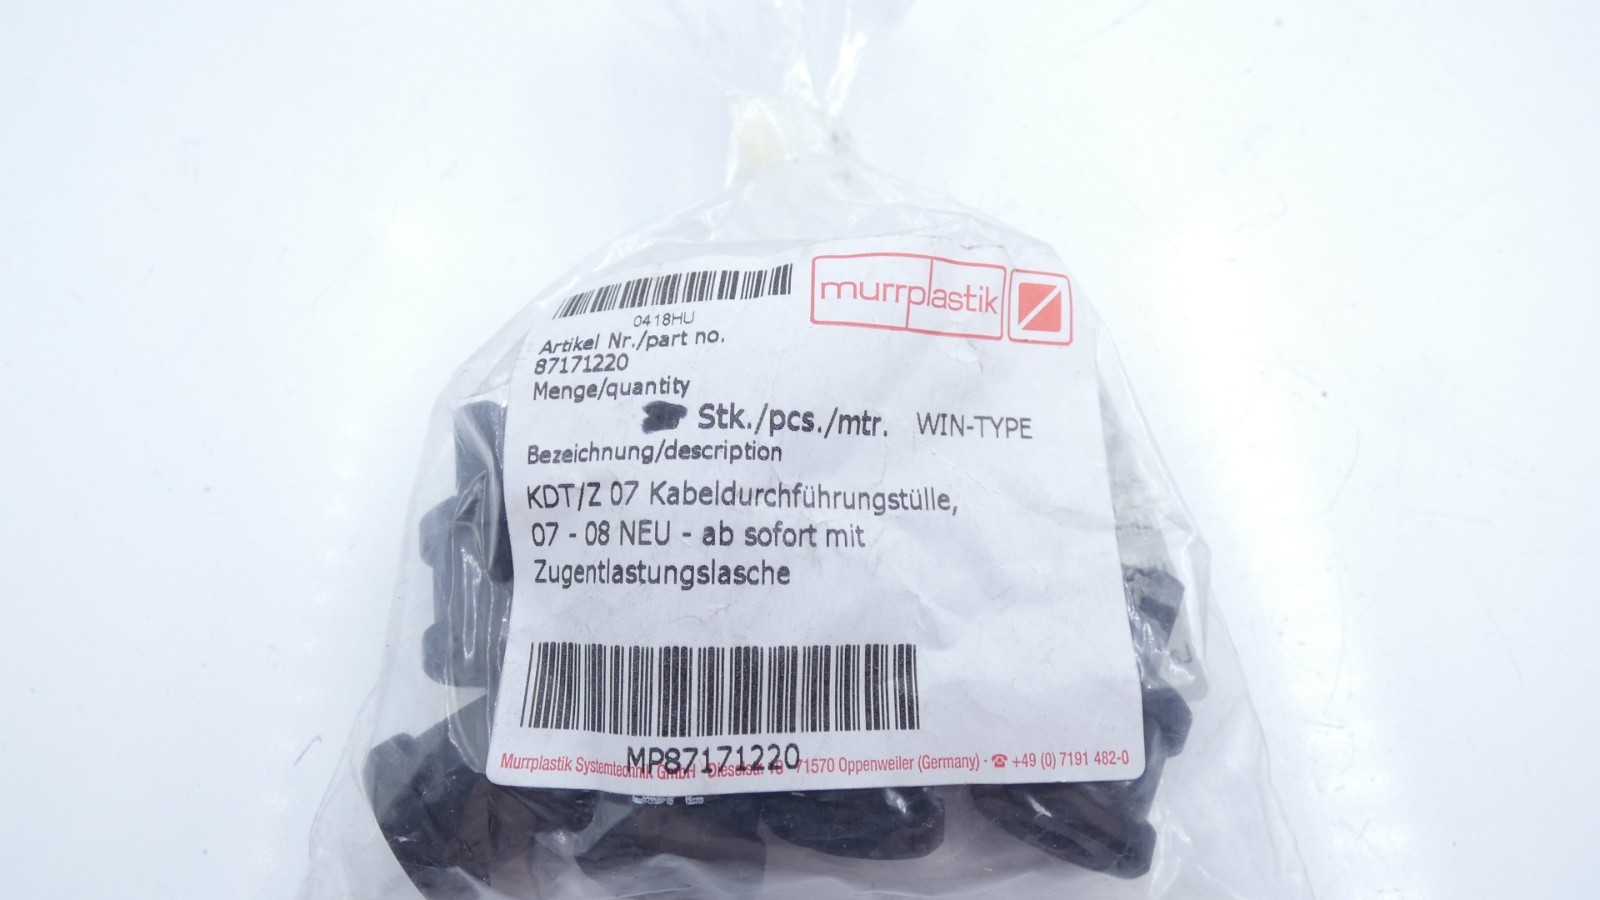 murrplastik
0418HU
Artikel Nr./part no.
87171220
Menge/quantity
Stk./pcs./mtr. WIN-TYPE
Bezeichnung/description
KDT/Z 07 Kabeldurchführungstülle,
07 - 08 NEU - ab sofort mit
Zugentlastungslasche
MP87171220
Murrplastik Systemtechnik GmbH · Dieselstr. 71570 Oppenweiler (Germany) · ☎ +49 (0) 7191 482-0